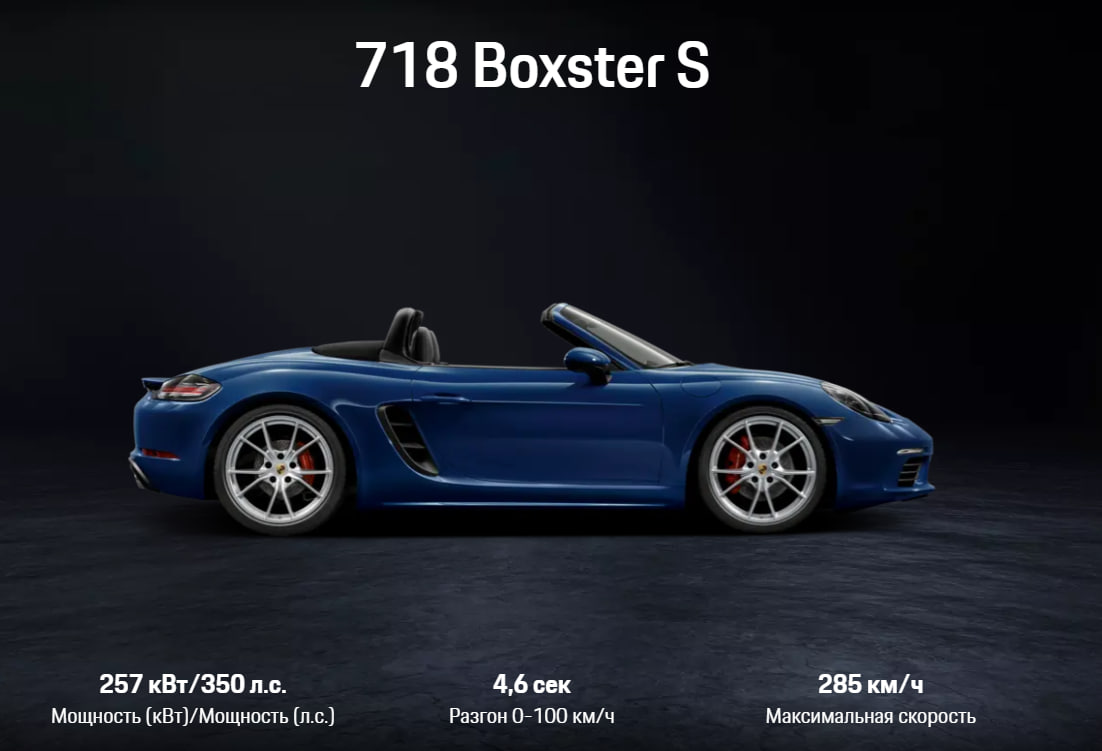 718 Boxster S
257 кВт/350 л.с.
4,6 сек
285 км/ч
Мощность (кВт)/Мощность (л.с.)
Разгон 0-100 км/ч
Максимальная скорость